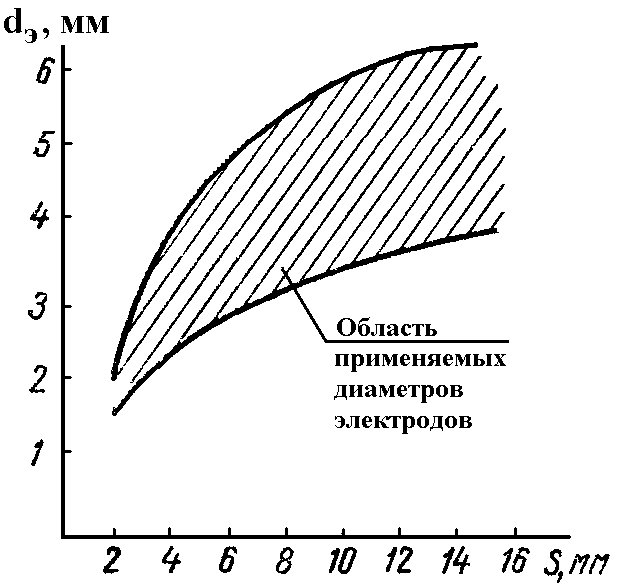 dэ, мм
6
5
4
3
2
1
Область
применяемых
диаметров
электродов
2 4 6 8 10 12 14 16 S, мм